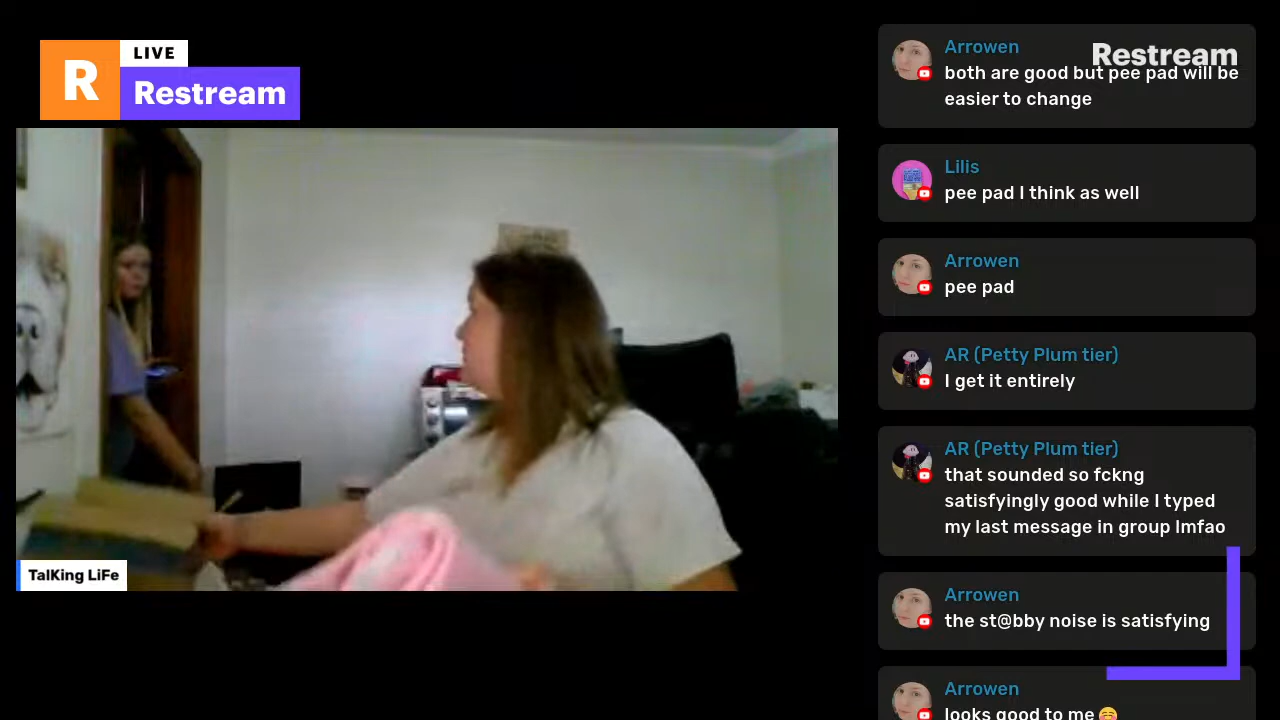 R
LIVE
Restream
TalKing LiFe
Restream
Arrowen
both are good but pee pad will be
easier to change
Lilis
pee pad I think as well
Arrowen
pee pad
AR (Petty Plum tier)
I get it entirely
AR (Petty Plum tier)
that sounded so fckng
satisfyingly good while I typed
my last message in group lmfao
Arrowen
the st@bby noise is satisfying
Arrowen
looks good to me 😊